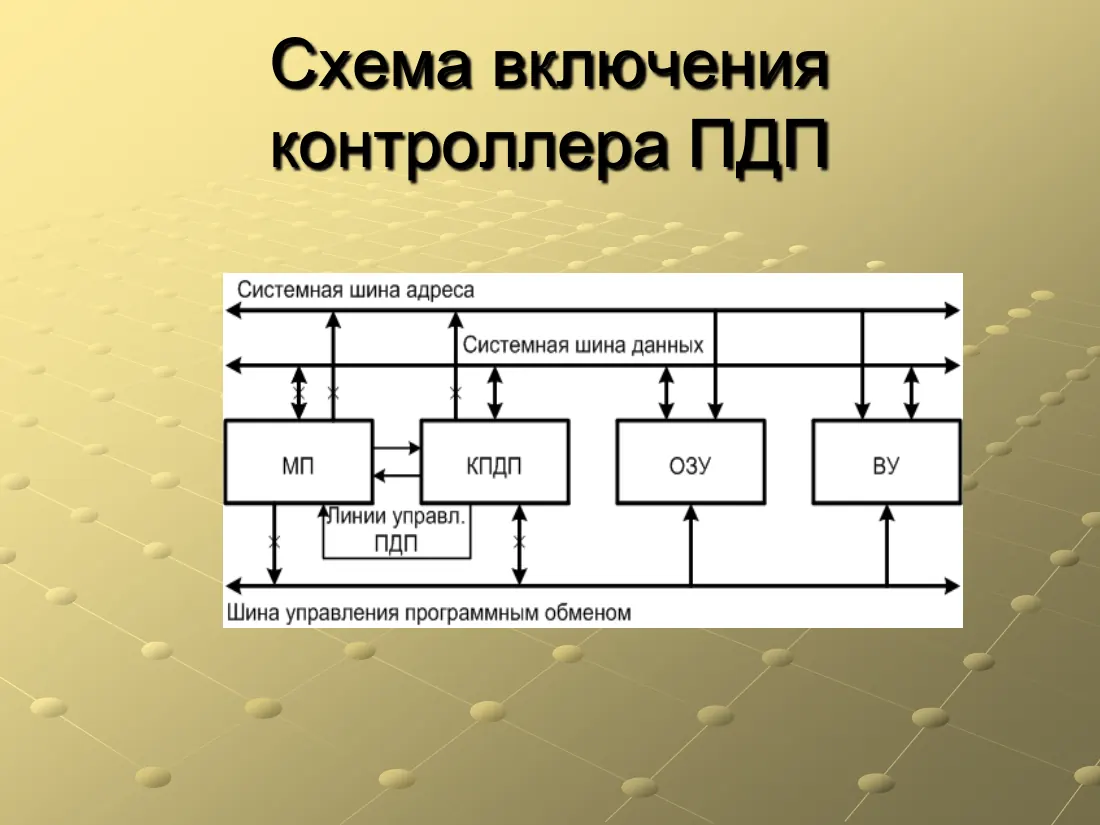 Схема включения
контроллера ПДП
Системная шина адреса
Системная шина данных
МП
КПДП
ОЗУ
ВУ
Линии управл.
ПДП
Шина управления программным обменом